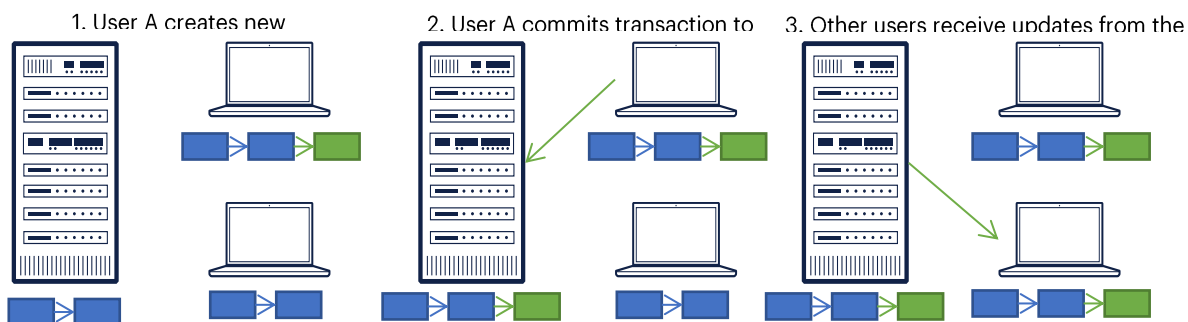 1. User A creates new
2. User A commits transaction to
3. Other users receive updates from the